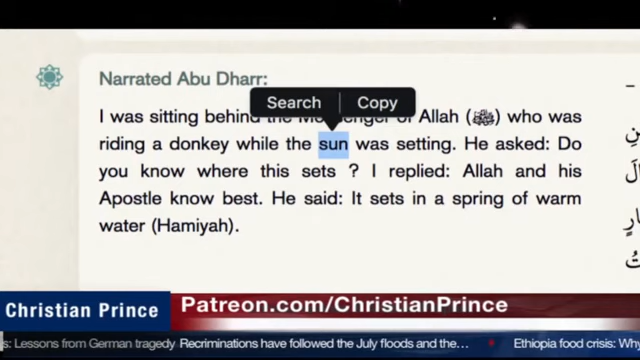 Narrated Abu Dharr:
Search Copy
I was sitting behind the Messenger of Allah (ﷺ) who was
riding a donkey while the sun was setting. He asked: Do
you know where this sets ? I replied: Allah and his
Apostle know best. He said: It sets in a spring of warm
water (Hamiyah).
Christian Prince
Patreon.com/ChristianPrince
s: Lessons from German tragedy Recriminations have followed the July floods and the... Ethiopia food crisis: Why